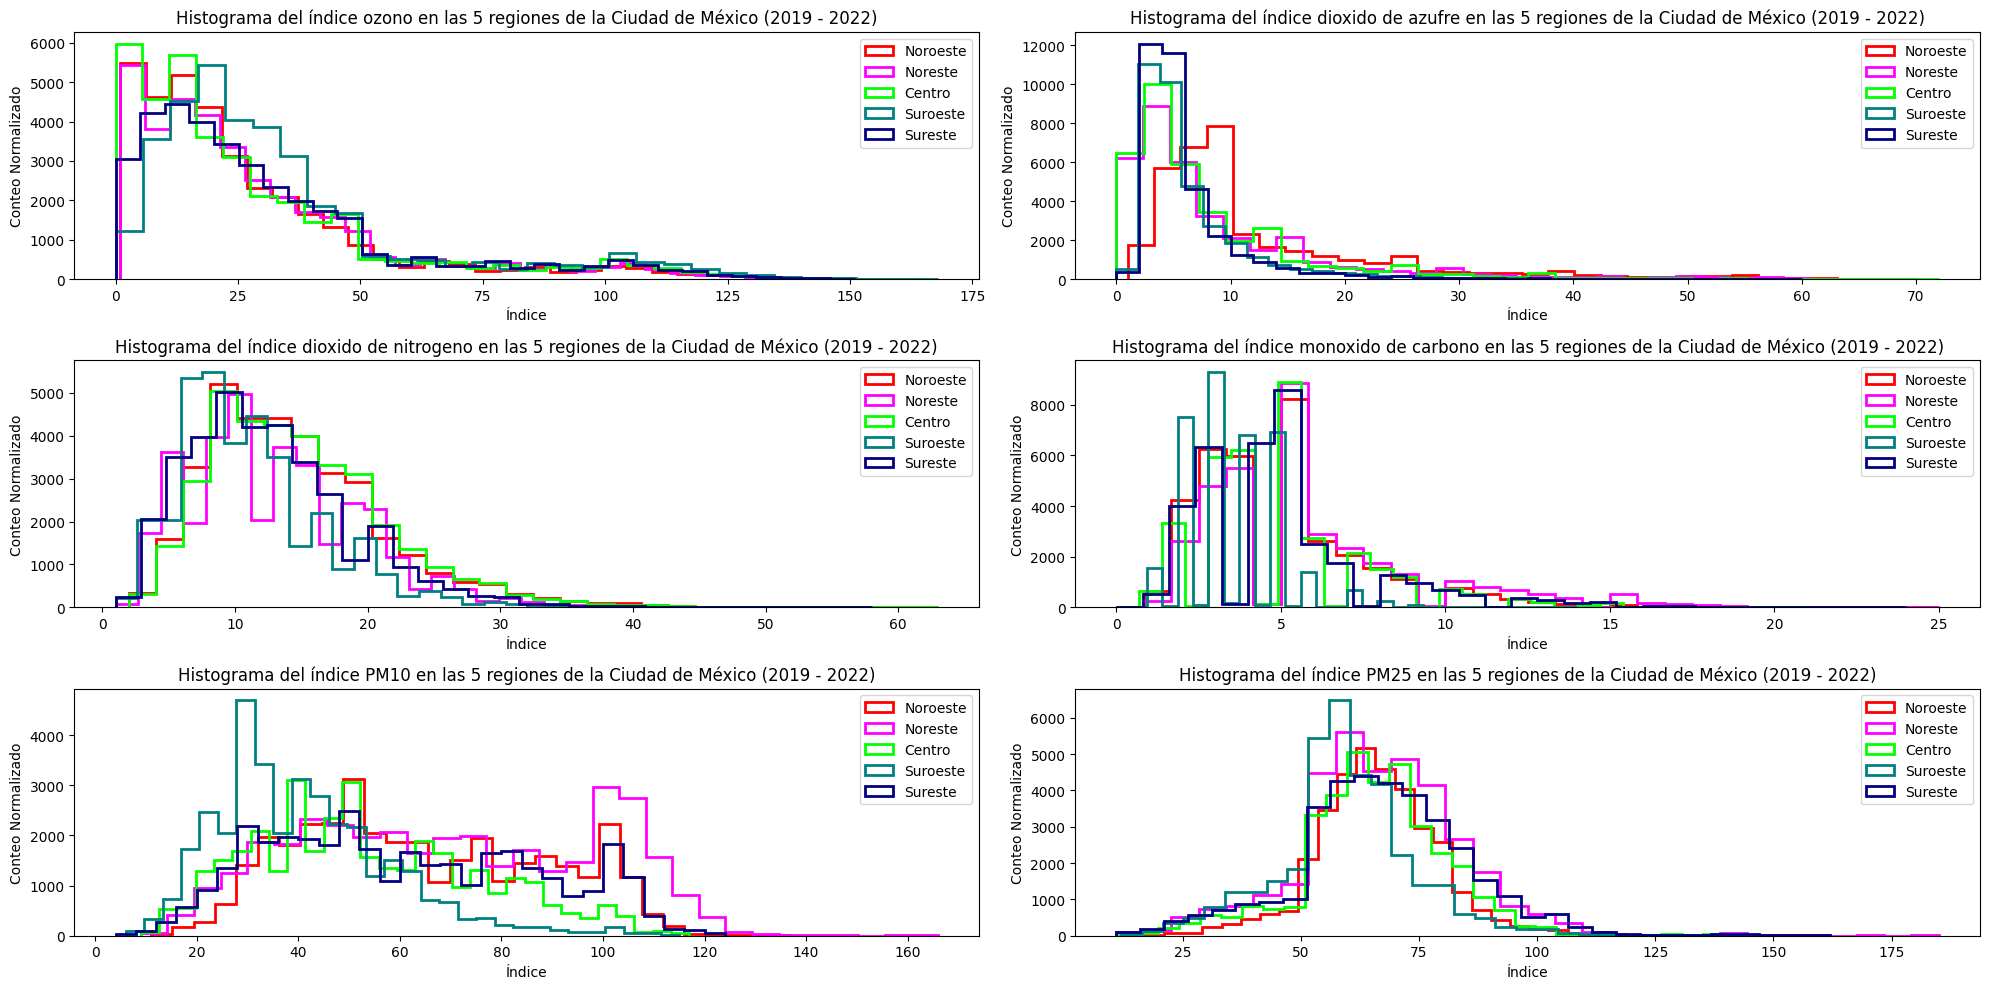 Histograma del índice ozono en las 5 regiones de la Ciudad de México (2019 - 2022)
6000
5000
4000
3000
2000
1000
0
Conteo Normalizado
0 25 50 75 100 125 150 175
Índice
Noroeste
Noreste
Centro
Suroeste
Sureste
Histograma del índice dioxido de azufre en las 5 regiones de la Ciudad de México (2019 - 2022)
12000
10000
8000
6000
4000
2000
0
Conteo Normalizado
0 10 20 30 40 50 60 70
Índice
Noroeste
Noreste
Centro
Suroeste
Sureste
Histograma del índice dioxido de nitrogeno en las 5 regiones de la Ciudad de México (2019 - 2022)
5000
4000
3000
2000
1000
0
Conteo Normalizado
0 10 20 30 40 50 60
Índice
Noroeste
Noreste
Centro
Suroeste
Sureste
Histograma del índice monoxido de carbono en las 5 regiones de la Ciudad de México (2019 - 2022)
8000
6000
4000
2000
0
Conteo Normalizado
0 5 10 15 20 25
Índice
Noroeste
Noreste
Centro
Suroeste
Sureste
Histograma del índice PM10 en las 5 regiones de la Ciudad de México (2019 - 2022)
4000
3000
2000
1000
0
Conteo Normalizado
0 20 40 60 80 100 120 140 160
Índice
Noroeste
Noreste
Centro
Suroeste
Sureste
Histograma del índice PM25 en las 5 regiones de la Ciudad de México (2019 - 2022)
6000
5000
4000
3000
2000
1000
0
Conteo Normalizado
25 50 75 100 125 150 175
Índice
Noroeste
Noreste
Centro
Suroeste
Sureste